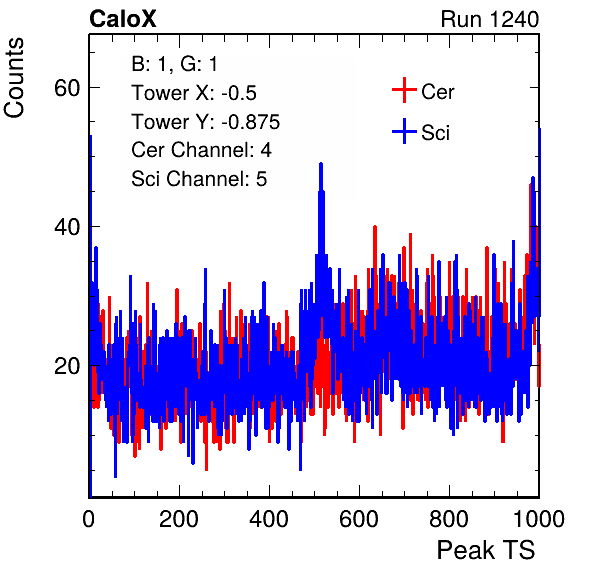 CaloX Run 1240
Counts
B: 1, G: 1
Tower X: -0.5
Tower Y: -0.875
Cer Channel: 4
Sci Channel: 5
Cer
Sci
60
40
20
0 200 400 600 800 1000
Peak TS